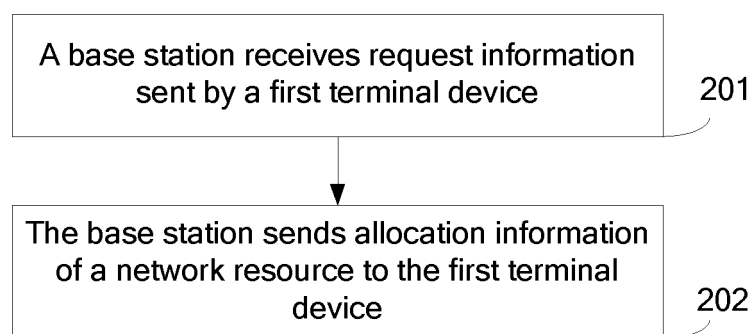 A base station receives request information
sent by a first terminal device
201
The base station sends allocation information
of a network resource to the first terminal
device
202